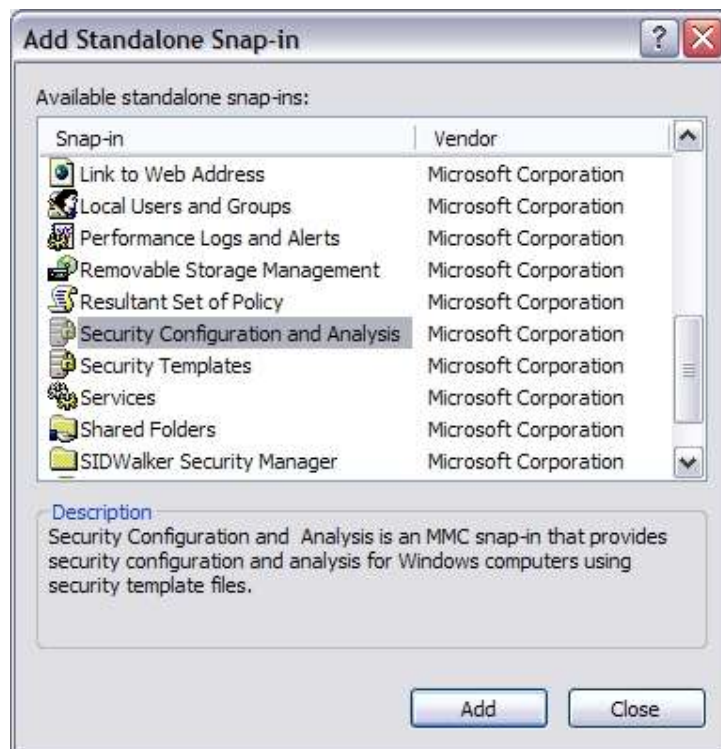 Add Standalone Snap-in
?
Available standalone snap-ins:
Snap-in Vendor
Link to Web Address Microsoft Corporation
Local Users and Groups Microsoft Corporation
Performance Logs and Alerts Microsoft Corporation
Removable Storage Management Microsoft Corporation
Resultant Set of Policy Microsoft Corporation
Security Configuration and Analysis Microsoft Corporation
Security Templates Microsoft Corporation
Services Microsoft Corporation
Shared Folders Microsoft Corporation
SIDWalker Security Manager Microsoft Corporation
Description
Security Configuration and Analysis is an MMC snap-in that provides
security configuration and analysis for Windows computers using
security template files.
Add Close